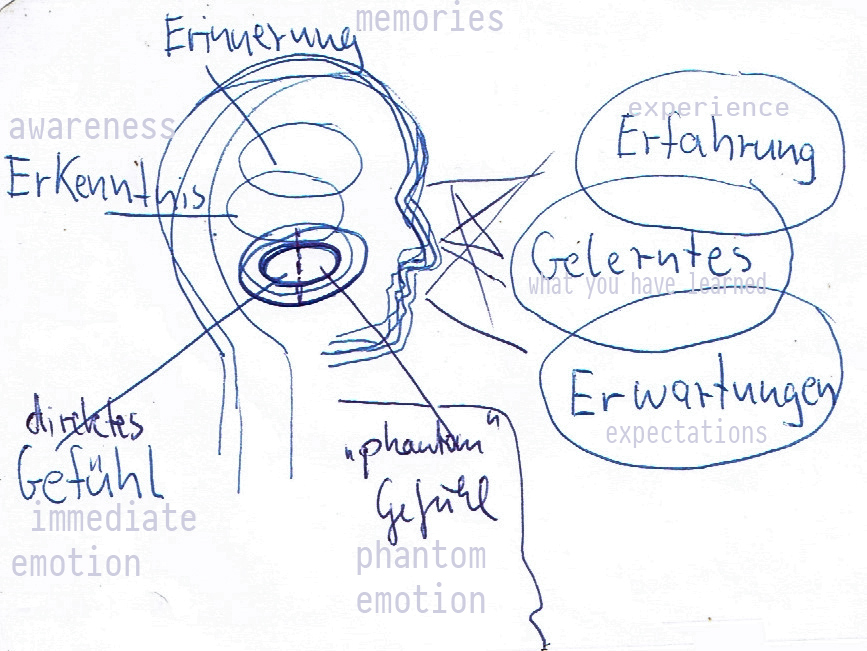 memories
Erinnerung
awareness
Erkenntnis
experience
Erfahrung
Gelerntes
what you have learned
Erwartungen
expectations
direktes
Gefühl
immediate
emotion
"phantom"
Gefühl
phantom
emotion